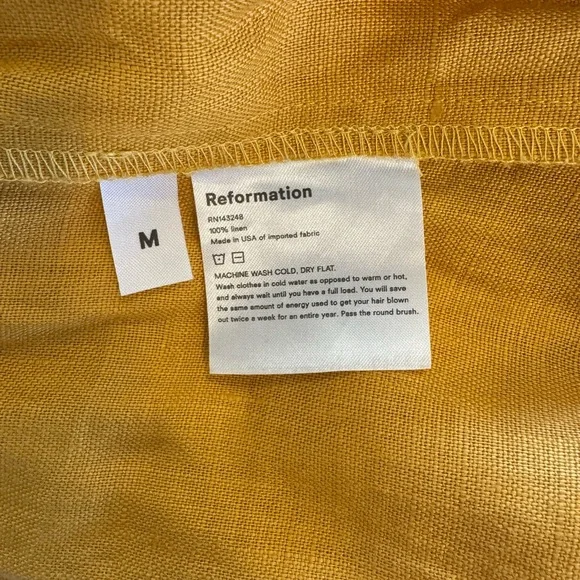 M
Reformation
RN143248
100% linen
Made in USA of imported fabric
MACHINE WASH COLD, DRY FLAT.
Wash clothes in cold water as opposed to warm or hot,
and always wait until you have a full load. You will save
the same amount of energy used to get your hair blown
out twice a week for an entire year. Pass the round brush.